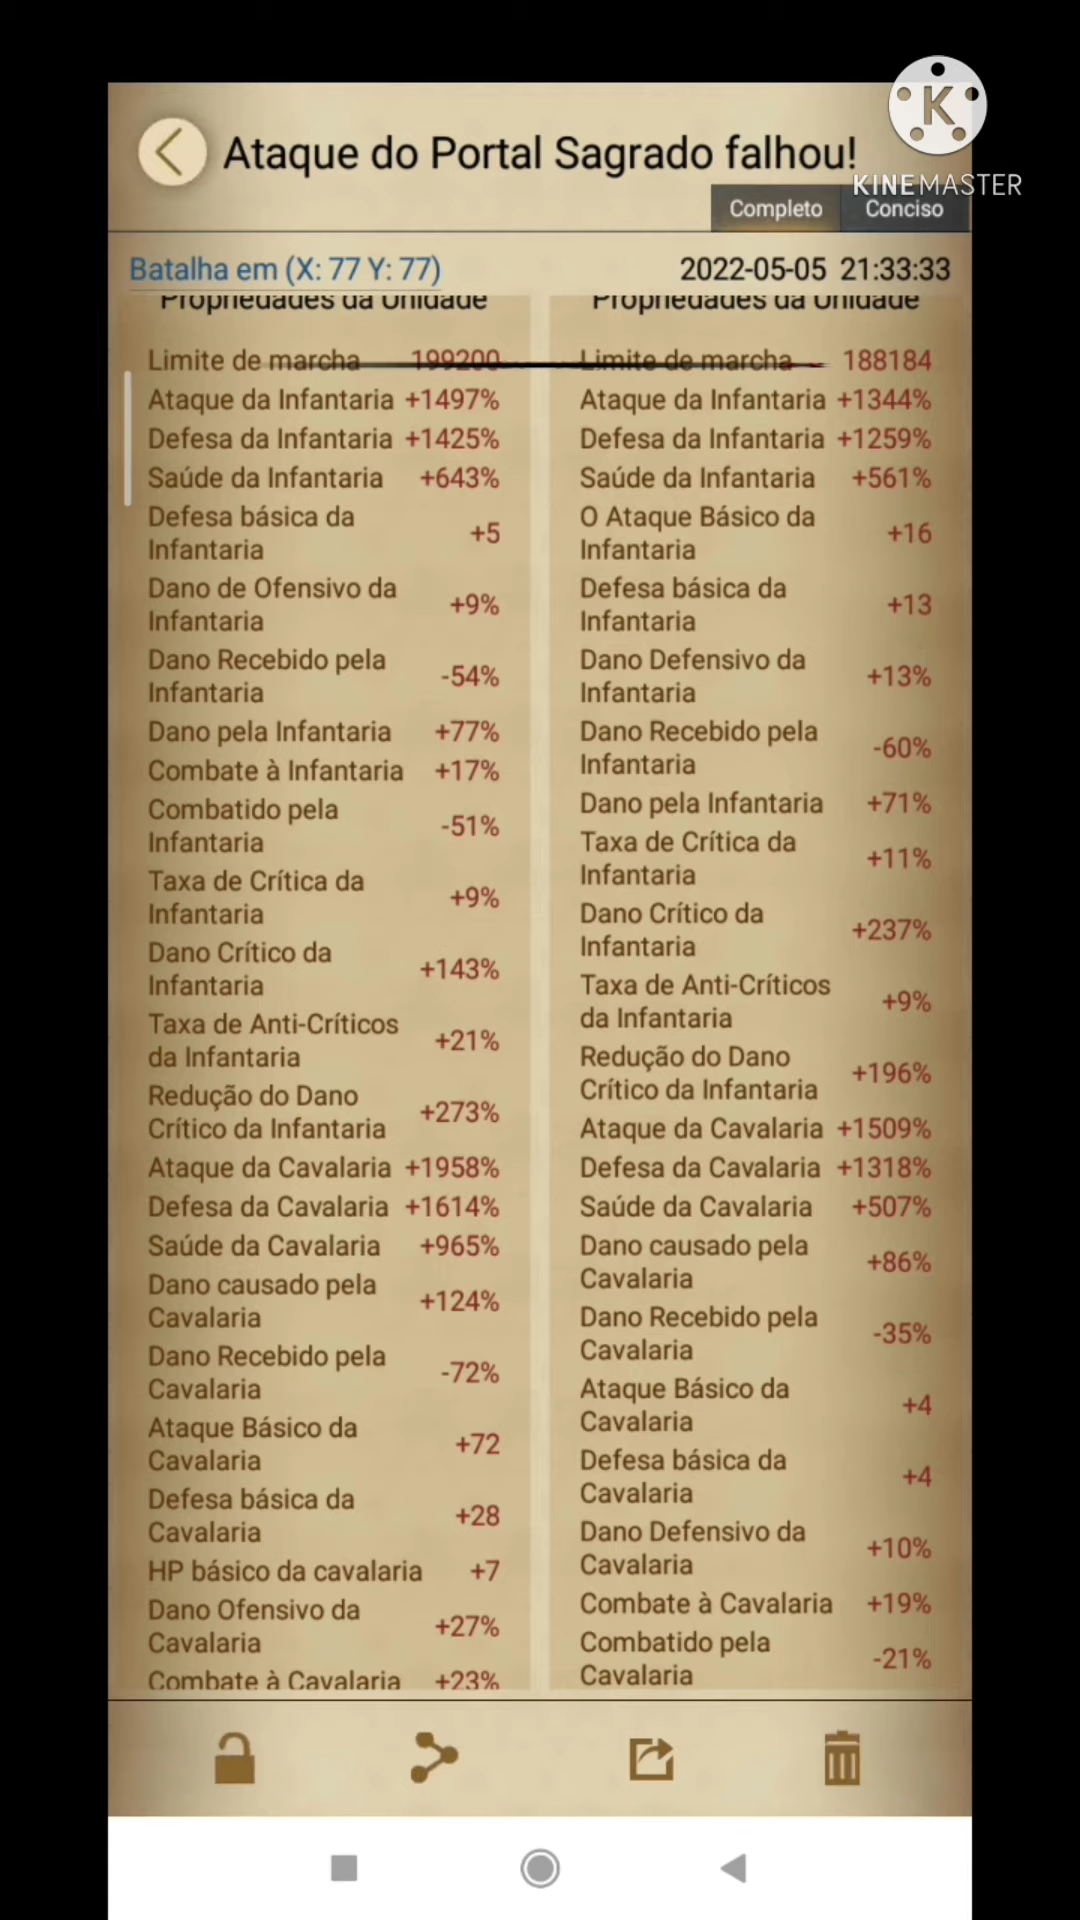 KINEMASTER
Ataque do Portal Sagrado falhou!
Completo
Conciso
Batalha em (X: 77 Y: 77)
2022-05-05 21:33:33
Propriedades da Unidade
Limite de marcha 199200
Ataque da Infantaria +1497%
Defesa da Infantaria +1425%
Saúde da Infantaria +643%
Defesa básica da
Infantaria +5
Dano de Ofensivo da
Infantaria +9%
Dano Recebido pela
Infantaria -54%
Dano pela Infantaria +77%
Combate à Infantaria +17%
Combatido pela
Infantaria -51%
Taxa de Crítica da
Infantaria +9%
Dano Crítico da
Infantaria +143%
Taxa de Anti-Críticos
da Infantaria +21%
Redução do Dano
Crítico da Infantaria +273%
Ataque da Cavalaria +1958%
Defesa da Cavalaria +1614%
Saúde da Cavalaria +965%
Dano causado pela
Cavalaria +124%
Dano Recebido pela
Cavalaria -72%
Ataque Básico da
Cavalaria +72
Defesa básica da
Cavalaria +28
HP básico da cavalaria +7
Dano Ofensivo da
Cavalaria +27%
Combate à Cavalaria +23%
Propriedades da Unidade
Limite de marcha 188184
Ataque da Infantaria +1344%
Defesa da Infantaria +1259%
Saúde da Infantaria +561%
O Ataque Básico da
Infantaria +16
Defesa básica da
Infantaria +13
Dano Defensivo da
Infantaria +13%
Dano Recebido pela
Infantaria -60%
Dano pela Infantaria +71%
Taxa de Crítica da
Infantaria +11%
Dano Crítico da
Infantaria +237%
Taxa de Anti-Críticos
da Infantaria +9%
Redução do Dano
Crítico da Infantaria +196%
Ataque da Cavalaria +1509%
Defesa da Cavalaria +1318%
Saúde da Cavalaria +507%
Dano causado pela
Cavalaria +86%
Dano Recebido pela
Cavalaria -35%
Ataque Básico da
Cavalaria +4
Defesa básica da
Cavalaria +4
Dano Defensivo da
Cavalaria +10%
Combate à Cavalaria +19%
Combatido pela
Cavalaria -21%